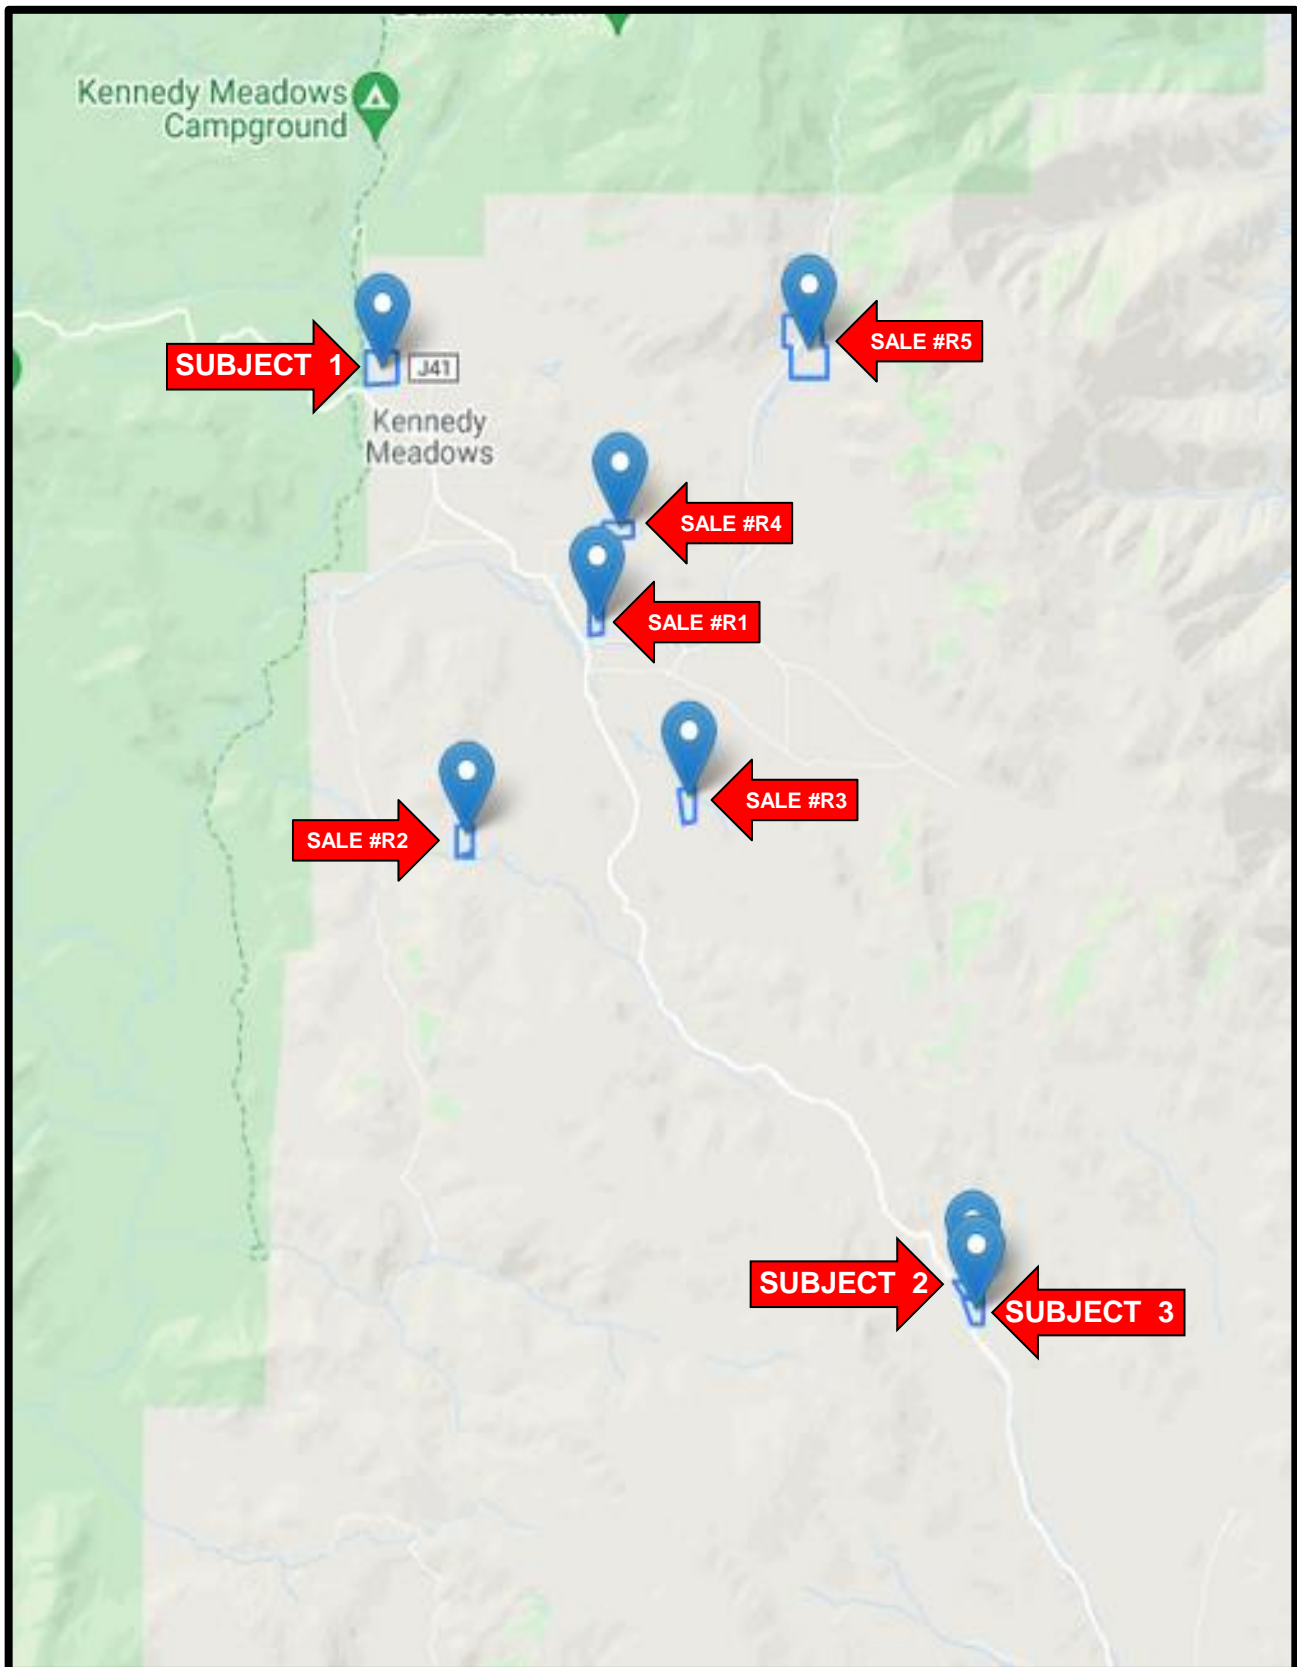 Kennedy Meadows
Campground
SUBJECT 1
J41
SALE #R5
Kennedy
Meadows
SALE #R4
SALE #R1
SALE #R3
SALE #R2
SUBJECT 2
SUBJECT 3